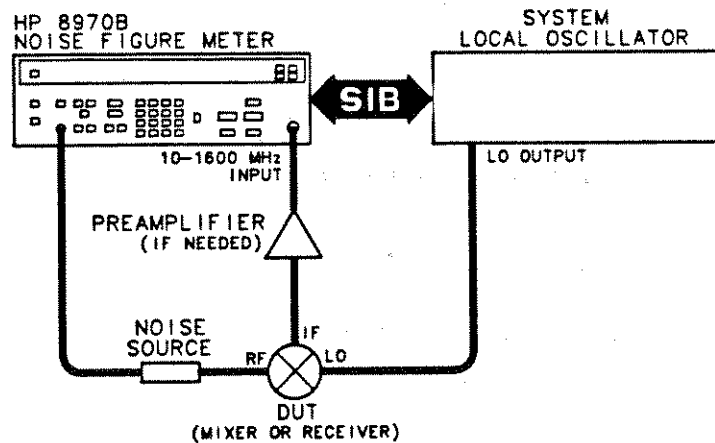 HP 8970B
NOISE FIGURE METER
SYSTEM
LOCAL OSCILLATOR
SIB
10-1600 MHz
INPUT
LO OUTPUT
PREAMPLIFIER
(IF NEEDED)
NOISE
SOURCE
RF
IF
LO
DUT
(MIXER OR RECEIVER)